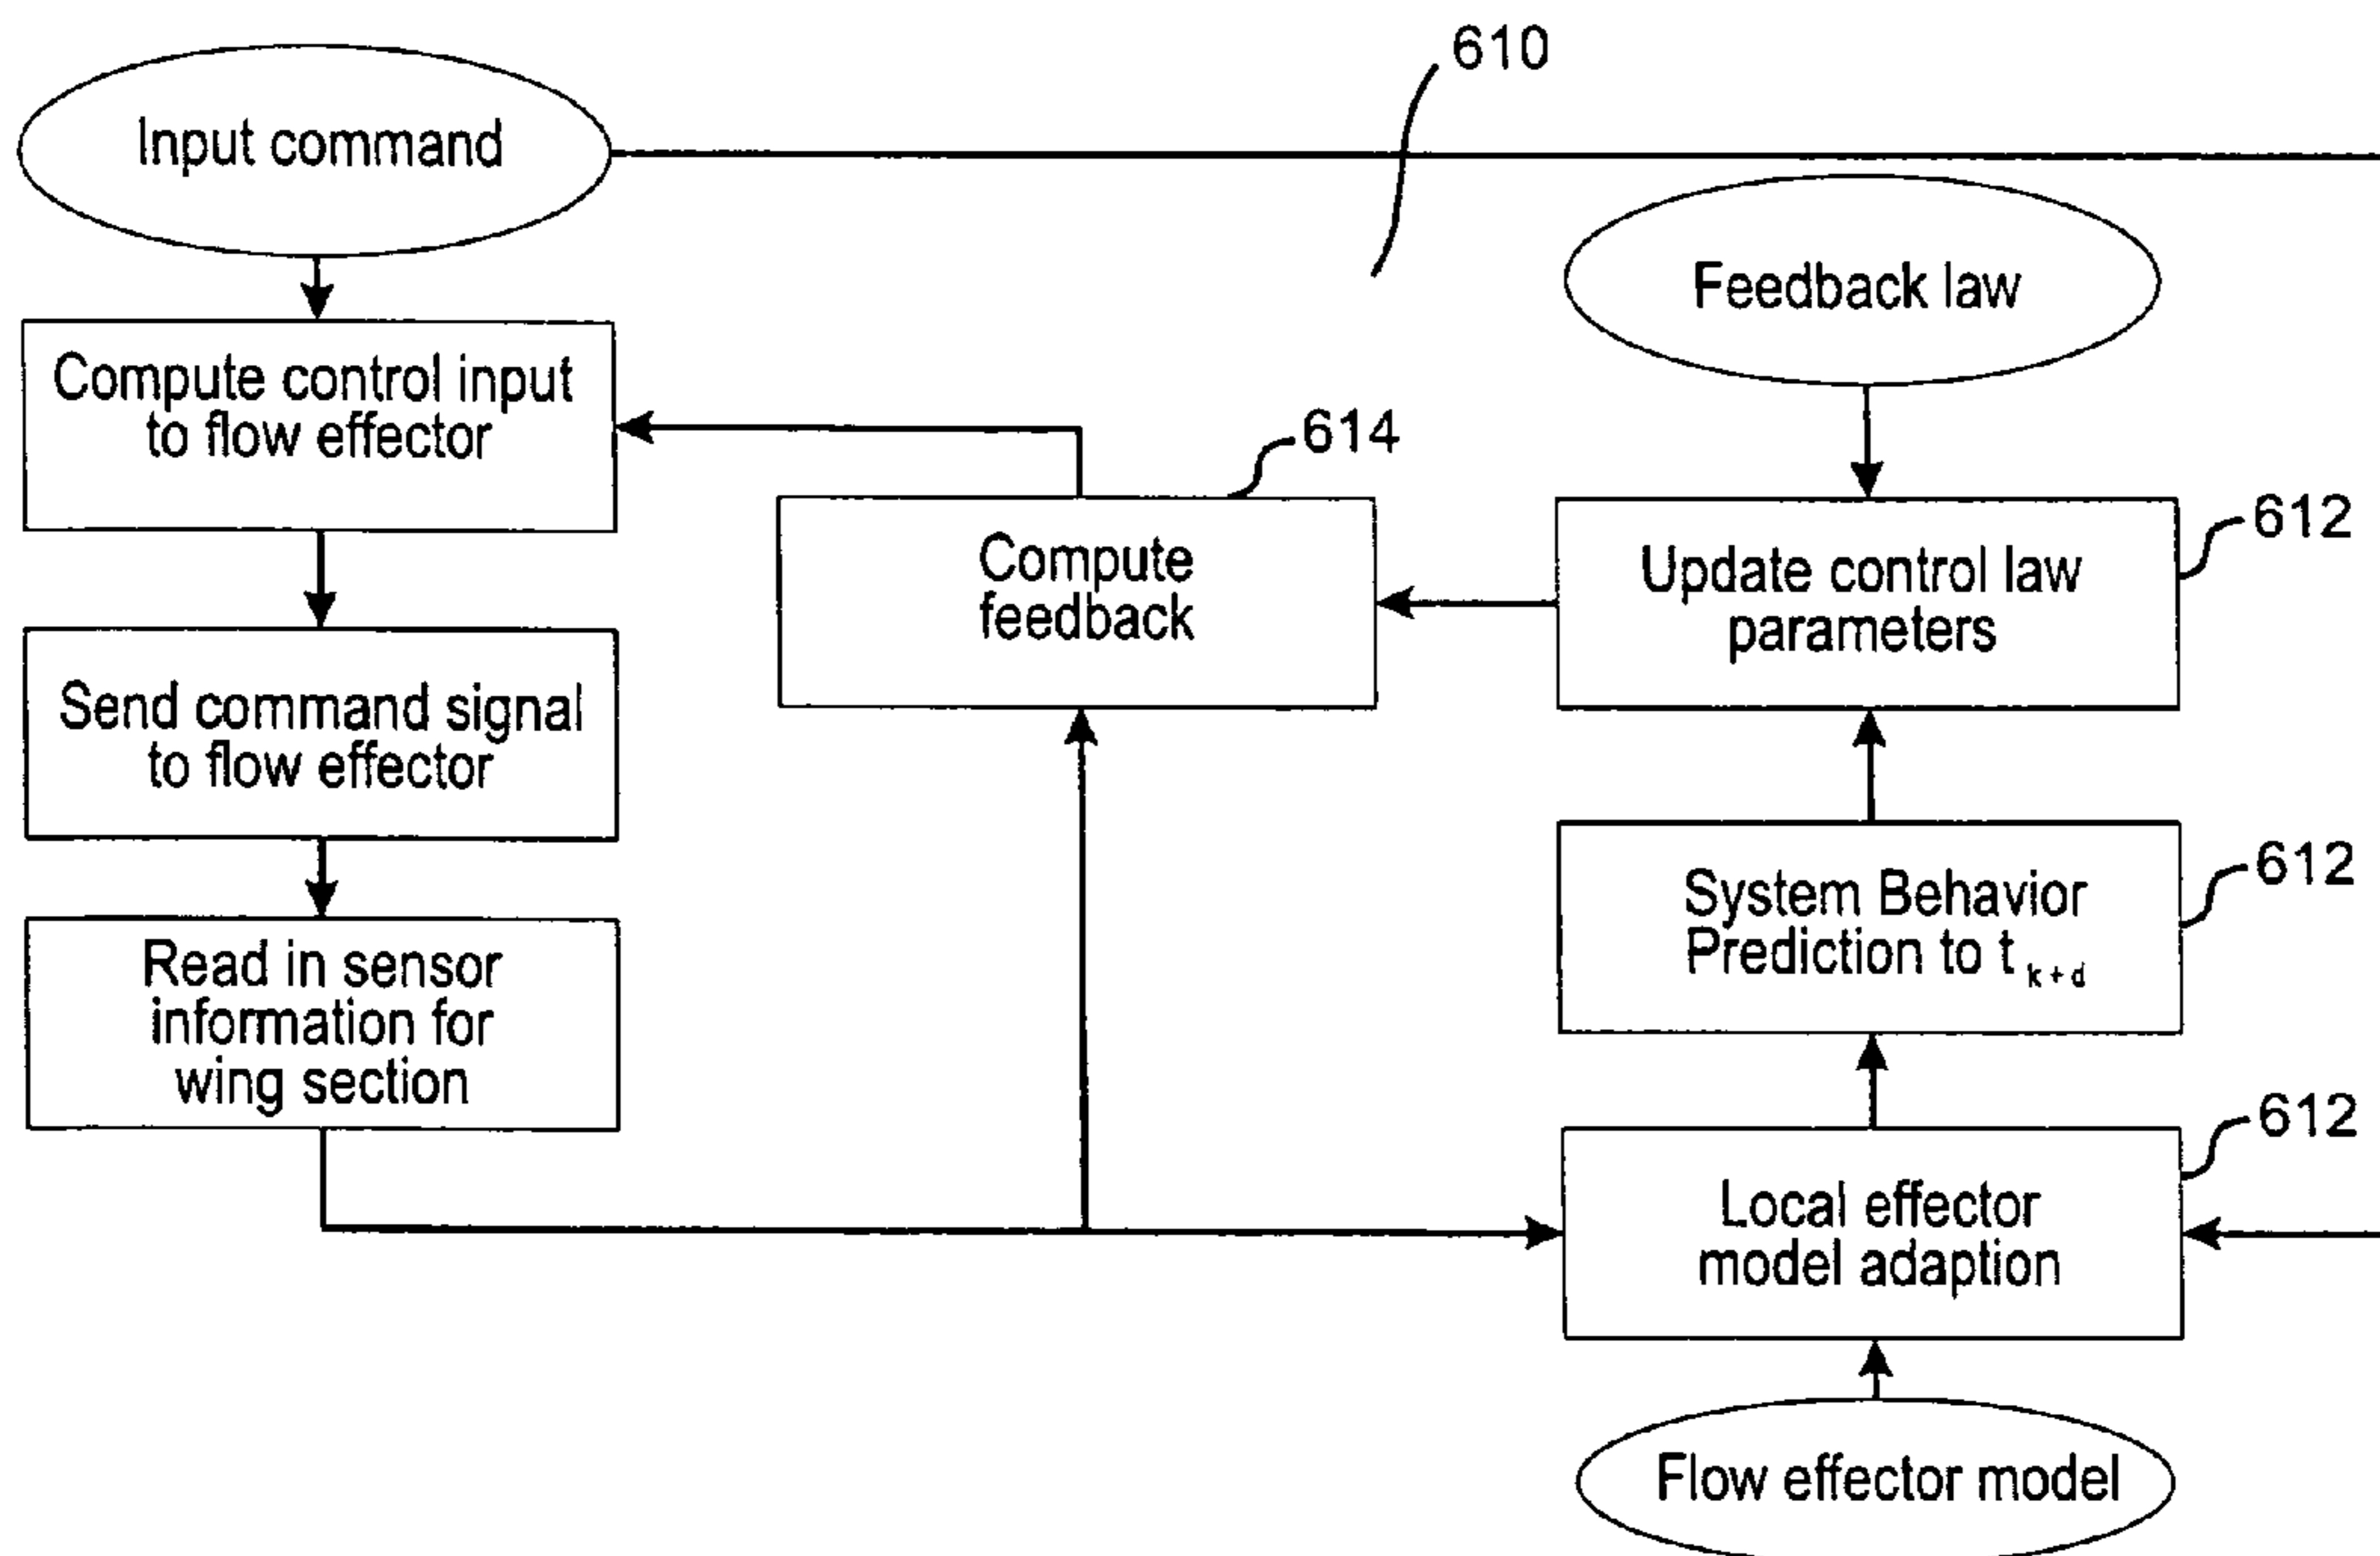 610
Input command
Feedback law
Compute control input
to flow effector
614
Compute
feedback
612
Update control law
parameters
Send command signal
to flow effector
612
System Behavior
Prediction to t k+d
Read in sensor
information for
wing section
612
Local effector
model adaption
Flow effector model